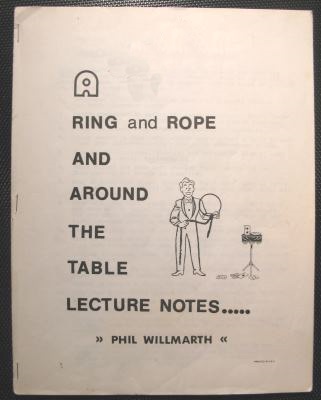 RING and ROPE
AND
AROUND
THE
TABLE
LECTURE NOTES.....
» PHIL WILLMARTH «